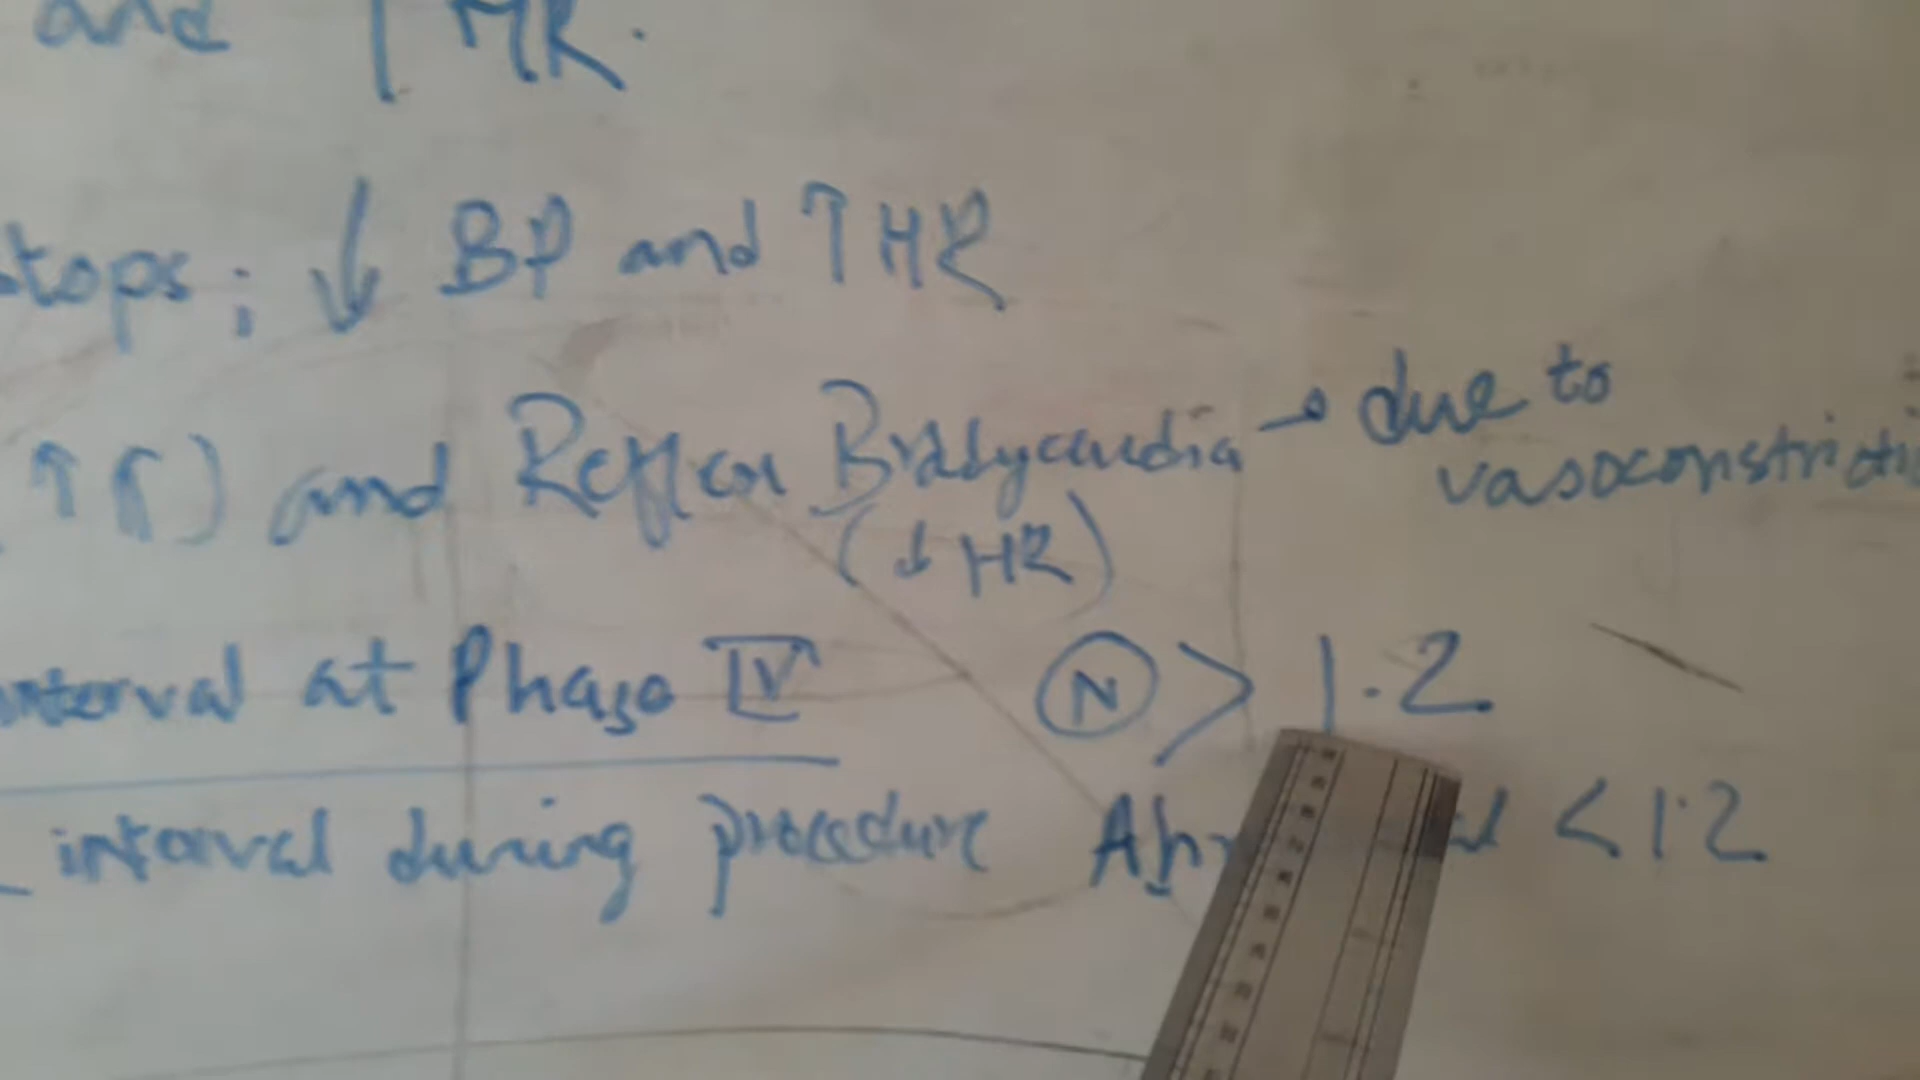 and ↑ HR.
stops; ↓ BP and ↑ HR
↑↑) and Reflex Bradycardia → due to
vasoconstricti
(↓ HR)
interval at Phase IV Ⓝ > 1.2
interval during procedure < 1.2